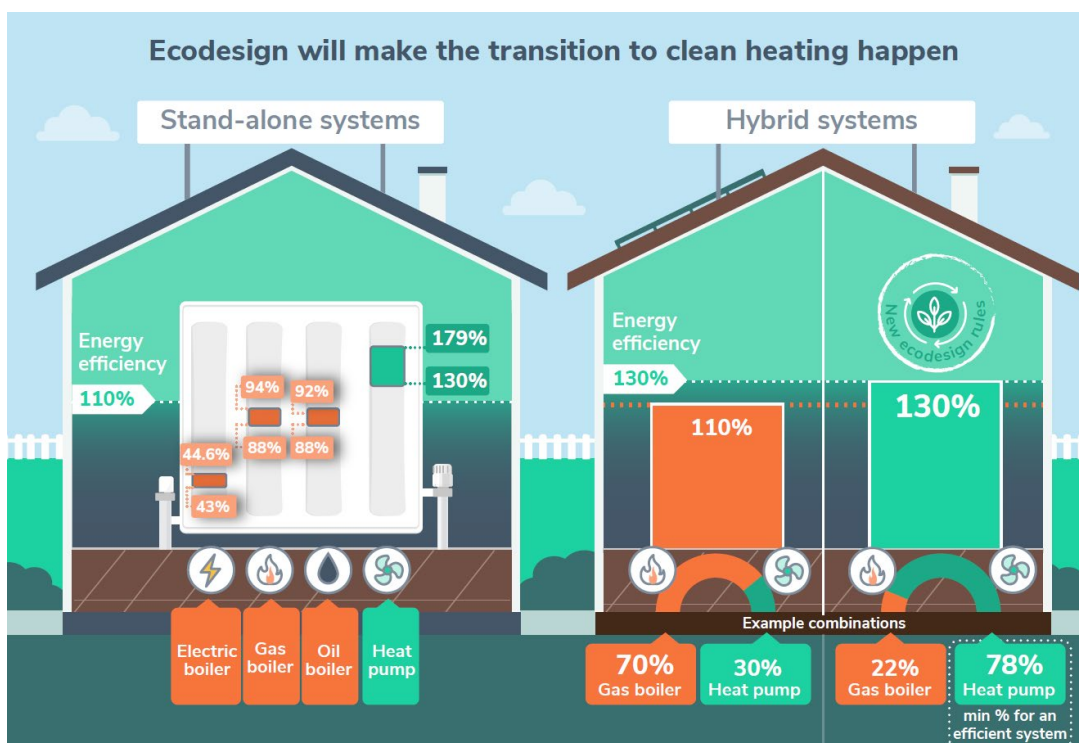 Ecodesign will make the transition to clean heating happen
Stand-alone systems
Energy
efficiency
110%
44.6%
43%
94%
88%
92%
88%
179%
130%
Electric
boiler
Gas
boiler
Oil
boiler
Heat
pump
Hybrid systems
Energy
efficiency
130%
110%
New ecodesign rules
130%
Example combinations
70%
Gas boiler
30%
Heat pump
22%
Gas boiler
78%
Heat pump
min % for an
efficient system